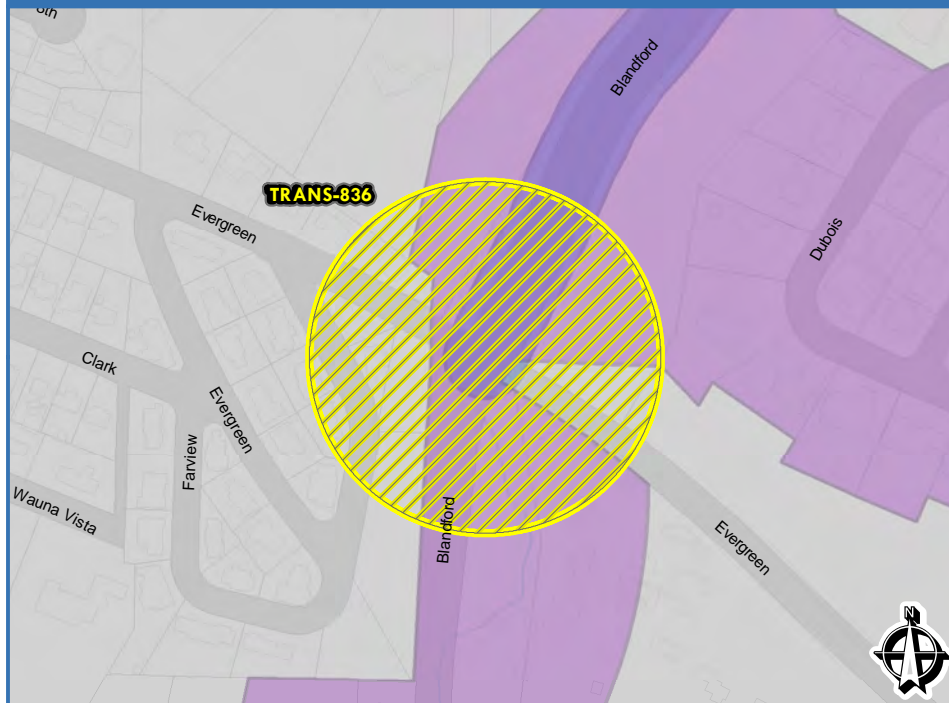 Blandford
TRANS-836
Evergreen
Dubois
Clark
Evergreen
Farview
Wauna Vista
Blandford
Evergreen
N